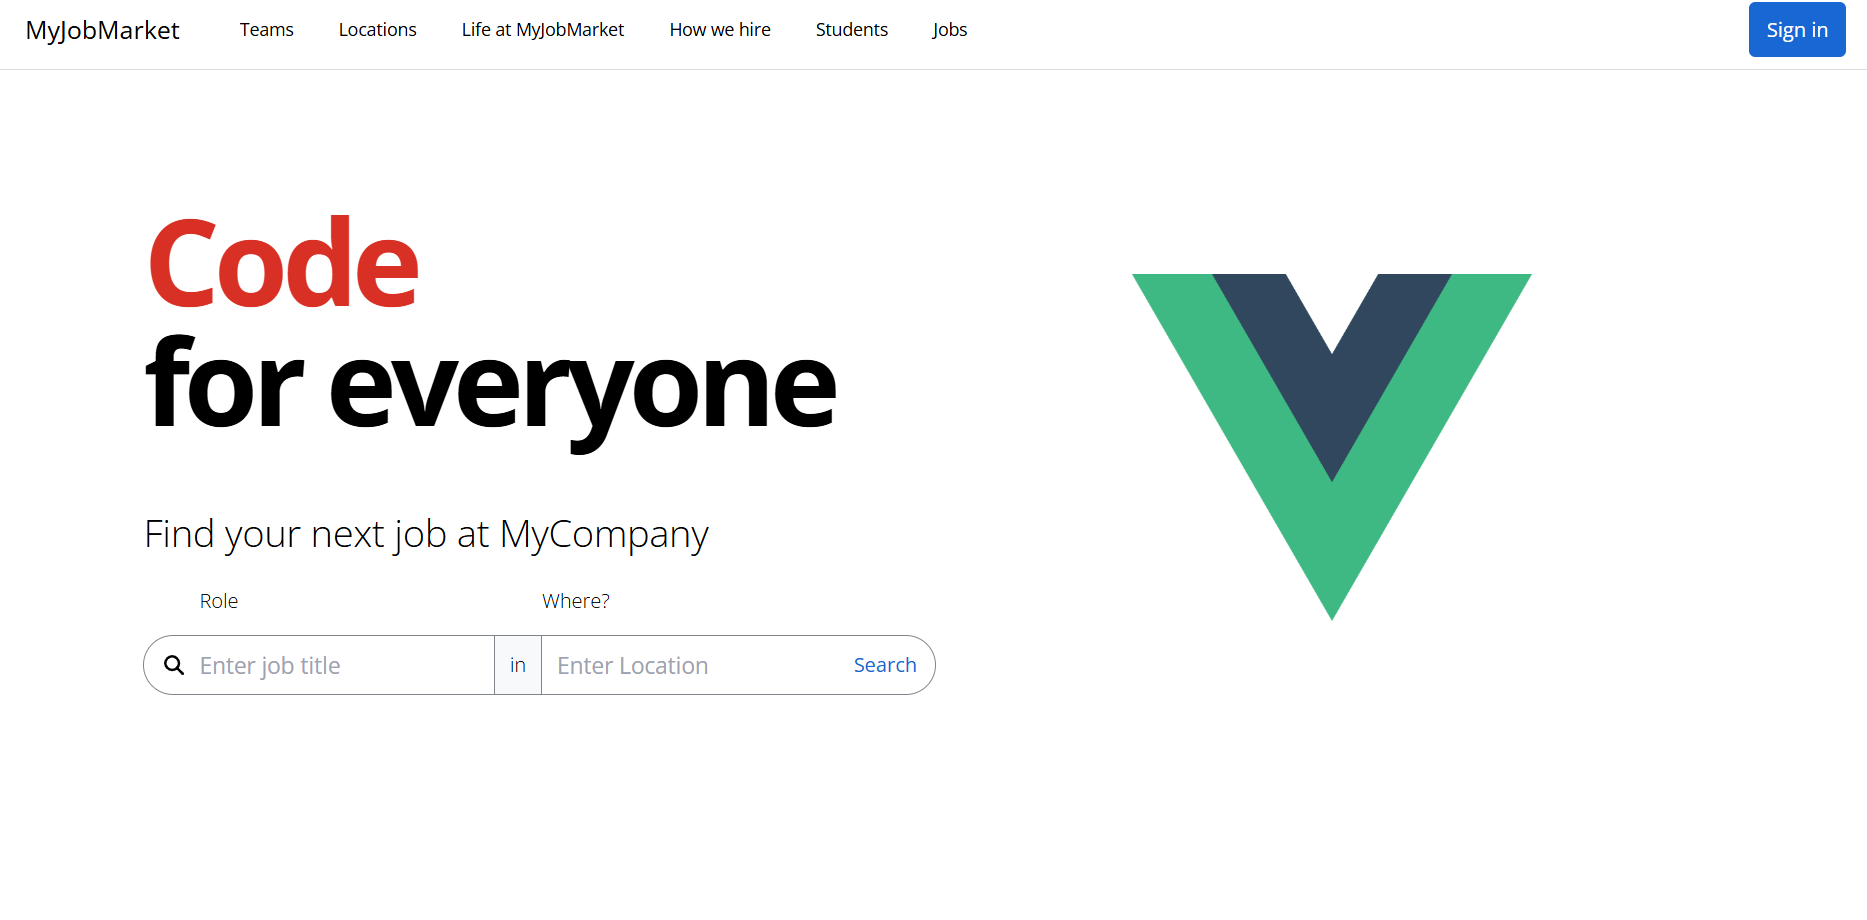 MyJobMarket Teams Locations Life at MyJobMarket How we hire Students Jobs Sign in
Code
for everyone
Find your next job at MyCompany
Role Where?
Enter job title in Enter Location Search